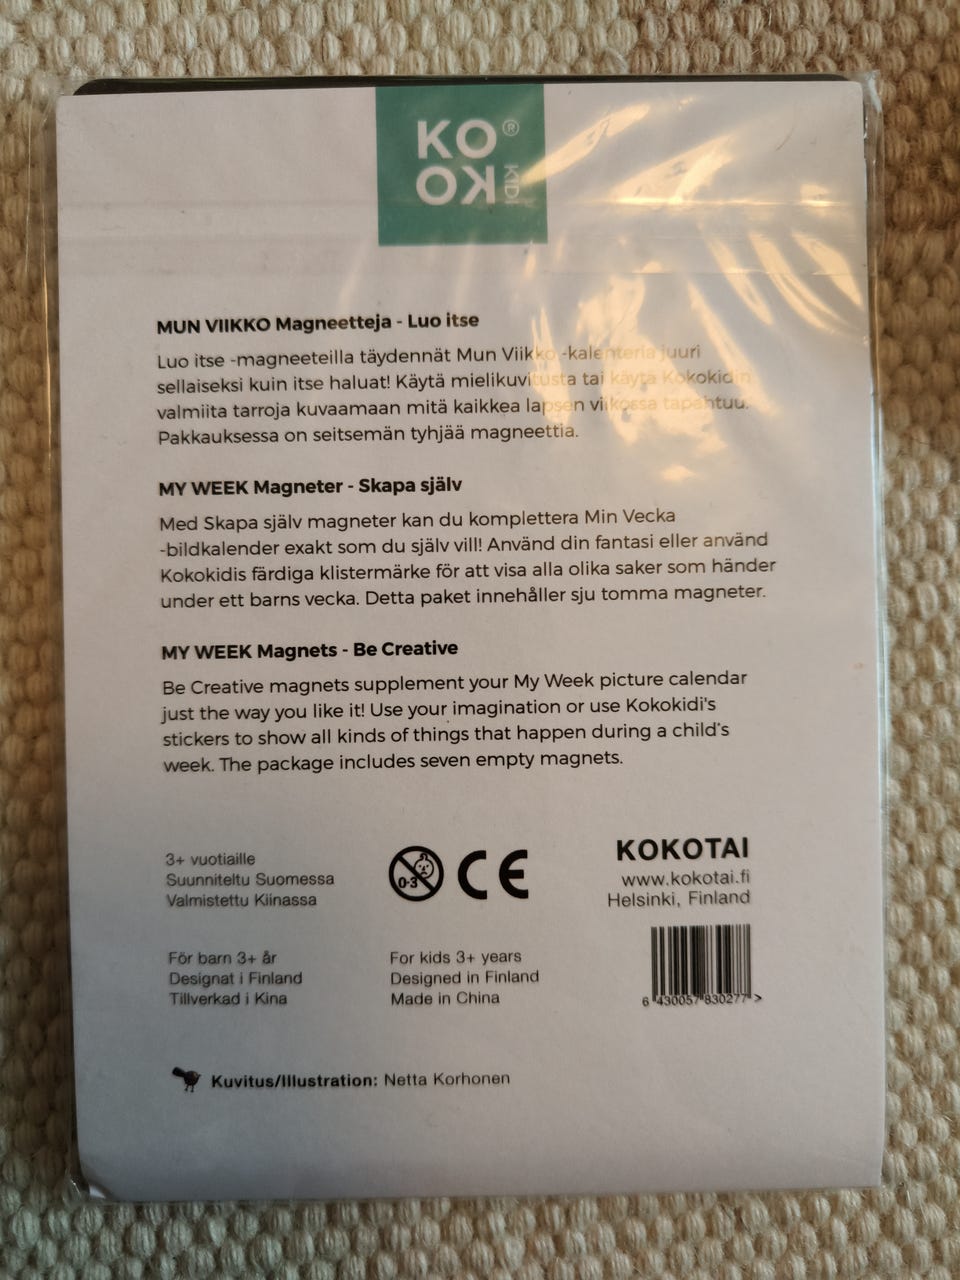 KO®
OK KIDI
MUN VIIKKO Magneetteja - Luo itse
Luo itse -magneeteilla täydennät Mun Viikko -kalenteria juuri
sellaiseksi kuin itse haluat! Käytä mielikuvitusta tai käytä Kokokidin
valmiita tarroja kuvaamaan mitä kaikkea lapsen viikossa tapahtuu.
Pakkauksessa on seitsemän tyhjää magneettia.
MY WEEK Magneter - Skapa själv
Med Skapa själv magneter kan du komplettera Min Vecka
-bildkalender exakt som du själv vill! Använd din fantasi eller använd
Kokokidis färdiga klistermärke för att visa alla olika saker som händer
under ett barns vecka. Detta paket innehåller sju tomma magneter.
MY WEEK Magnets - Be Creative
Be Creative magnets supplement your My Week picture calendar
just the way you like it! Use your imagination or use Kokokidi's
stickers to show all kinds of things that happen during a child's
week. The package includes seven empty magnets.
3+ vuotiaille
Suunniteltu Suomessa
Valmistettu Kiinassa
0-3 CE
KOKOTAI
www.kokotai.fi
Helsinki, Finland
För barn 3+ år
Designat i Finland
Tillverkad i Kina
For kids 3+ years
Designed in Finland
Made in China
6 430057 830277 >
Kuvitus/Illustration: Netta Korhonen